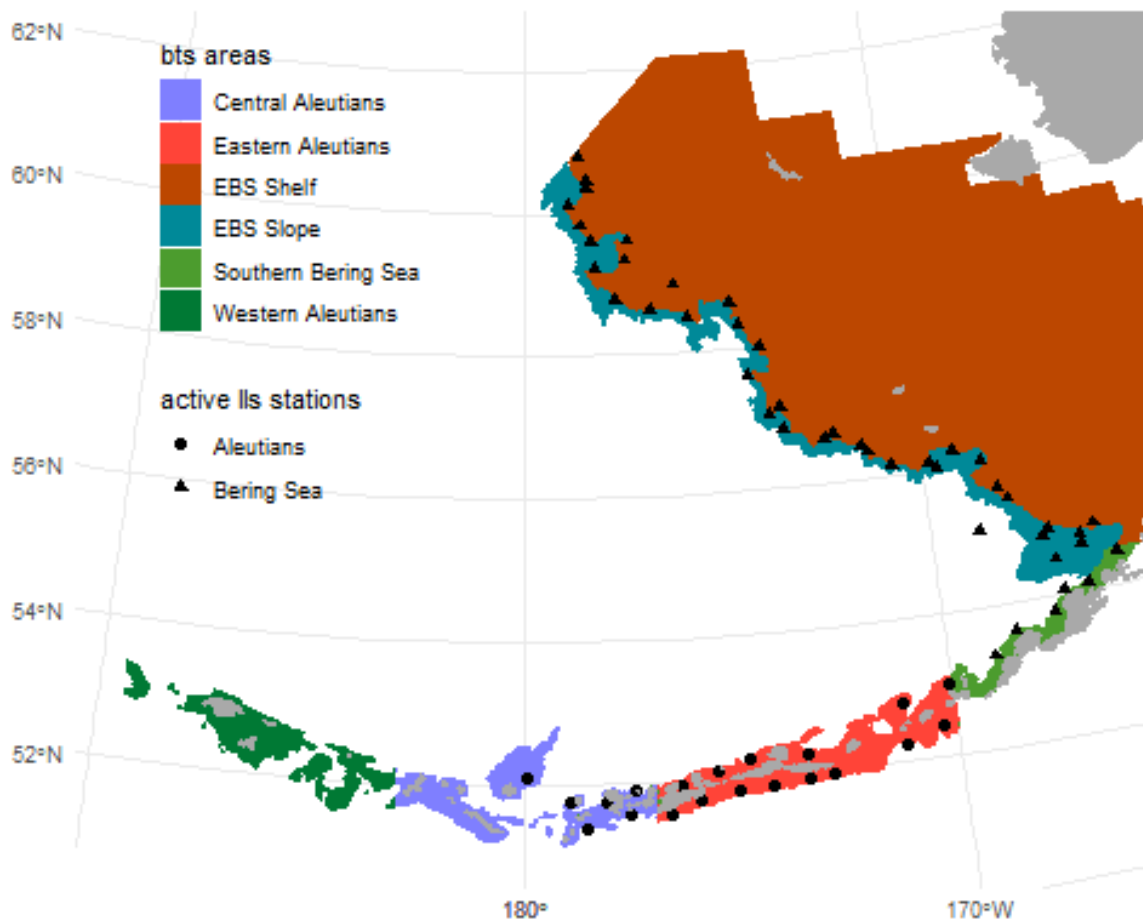 62°N
bts areas
Central Aleutians
Eastern Aleutians
60°N
EBS Shelf
EBS Slope
Southern Bering Sea
58°N
Western Aleutians
active lls stations
Aleutians
56°N
Bering Sea
54°N
52°N
180°
170°W